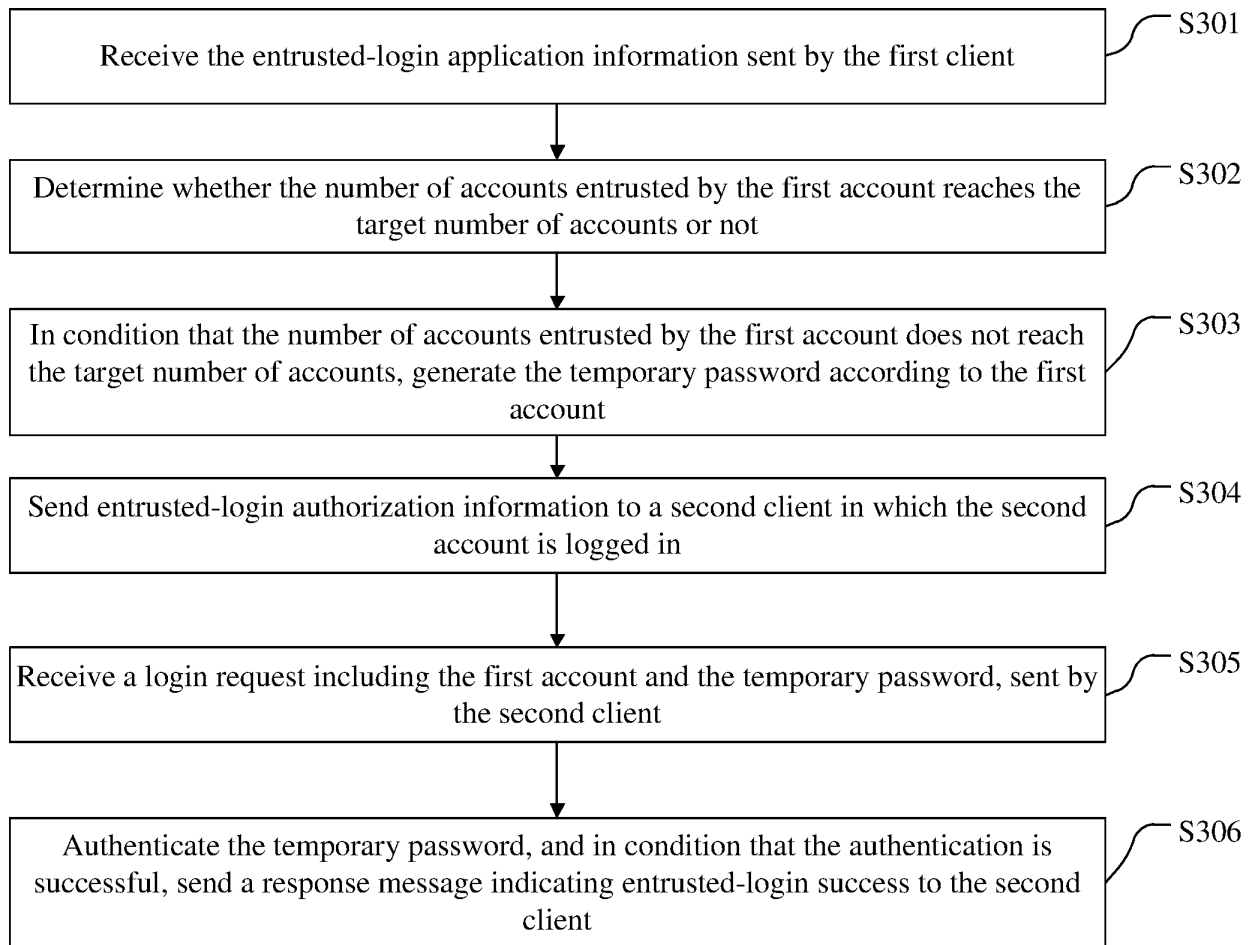 S301
Receive the entrusted-login application information sent by the first client
S302
Determine whether the number of accounts entrusted by the first account reaches the
target number of accounts or not
S303
In condition that the number of accounts entrusted by the first account does not reach
the target number of accounts, generate the temporary password according to the first
account
S304
Send entrusted-login authorization information to a second client in which the second
account is logged in
S305
Receive a login request including the first account and the temporary password, sent by
the second client
S306
Authenticate the temporary password, and in condition that the authentication is
successful, send a response message indicating entrusted-login success to the second
client